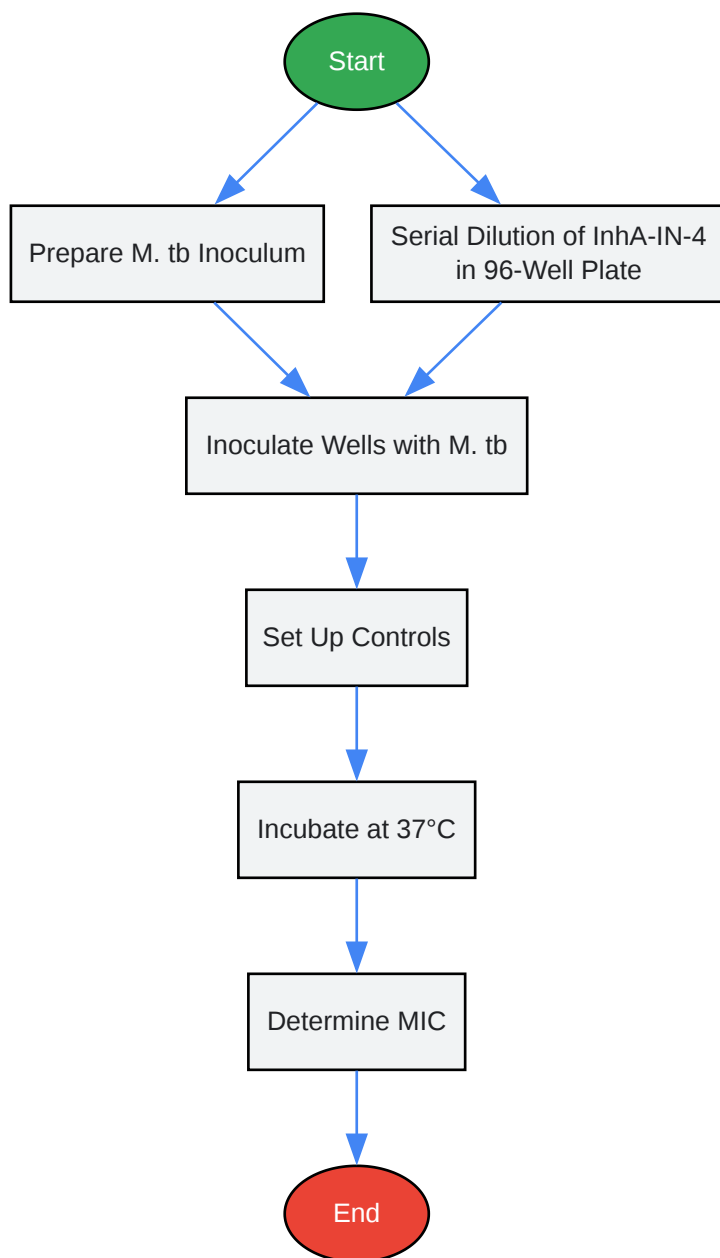 Start
Prepare M. tb Inoculum
Serial Dilution of InhA-IN-4
in 96-Well Plate
Inoculate Wells with M. tb
Set Up Controls
Incubate at 37°C
Determine MIC
End